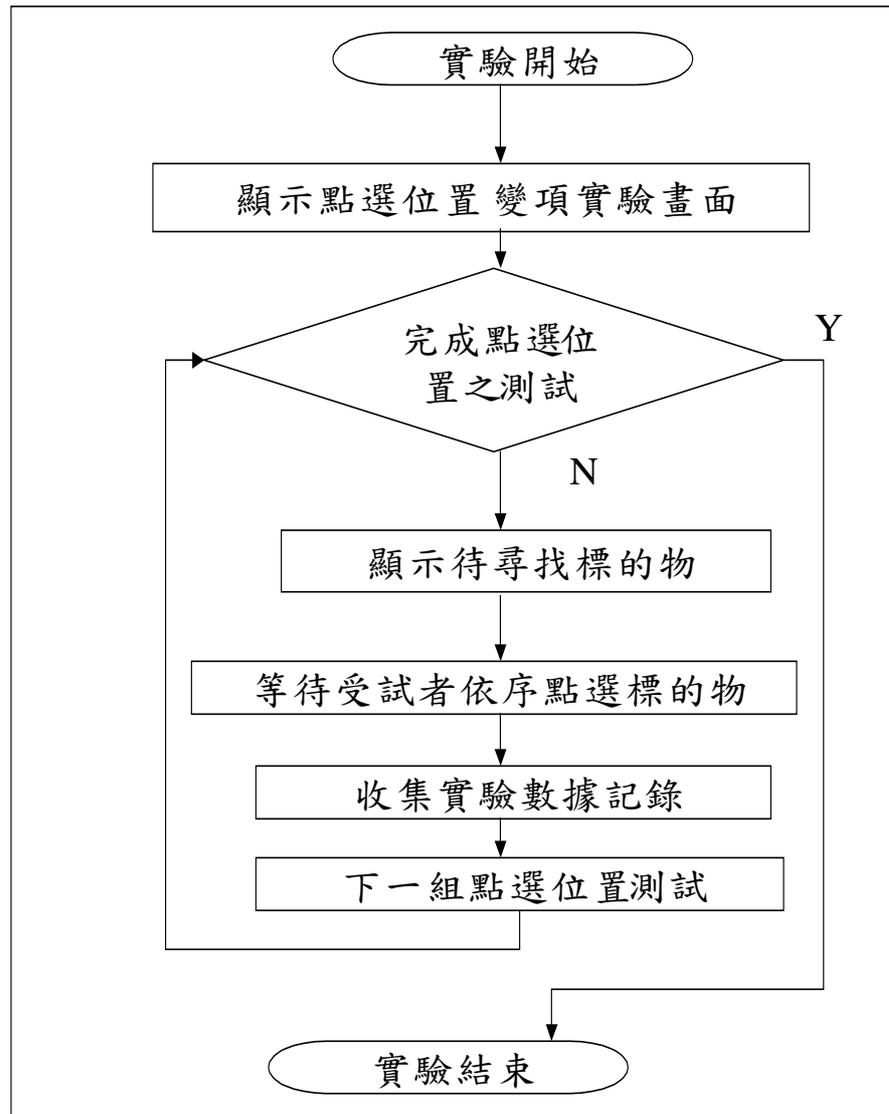 實驗開始
顯示點選位置變項實驗畫面
完成點選位
置之測試
Y
N
顯示待尋找標的物
等待受試者依序點選標的物
收集實驗數據記錄
下一組點選位置測試
實驗結束